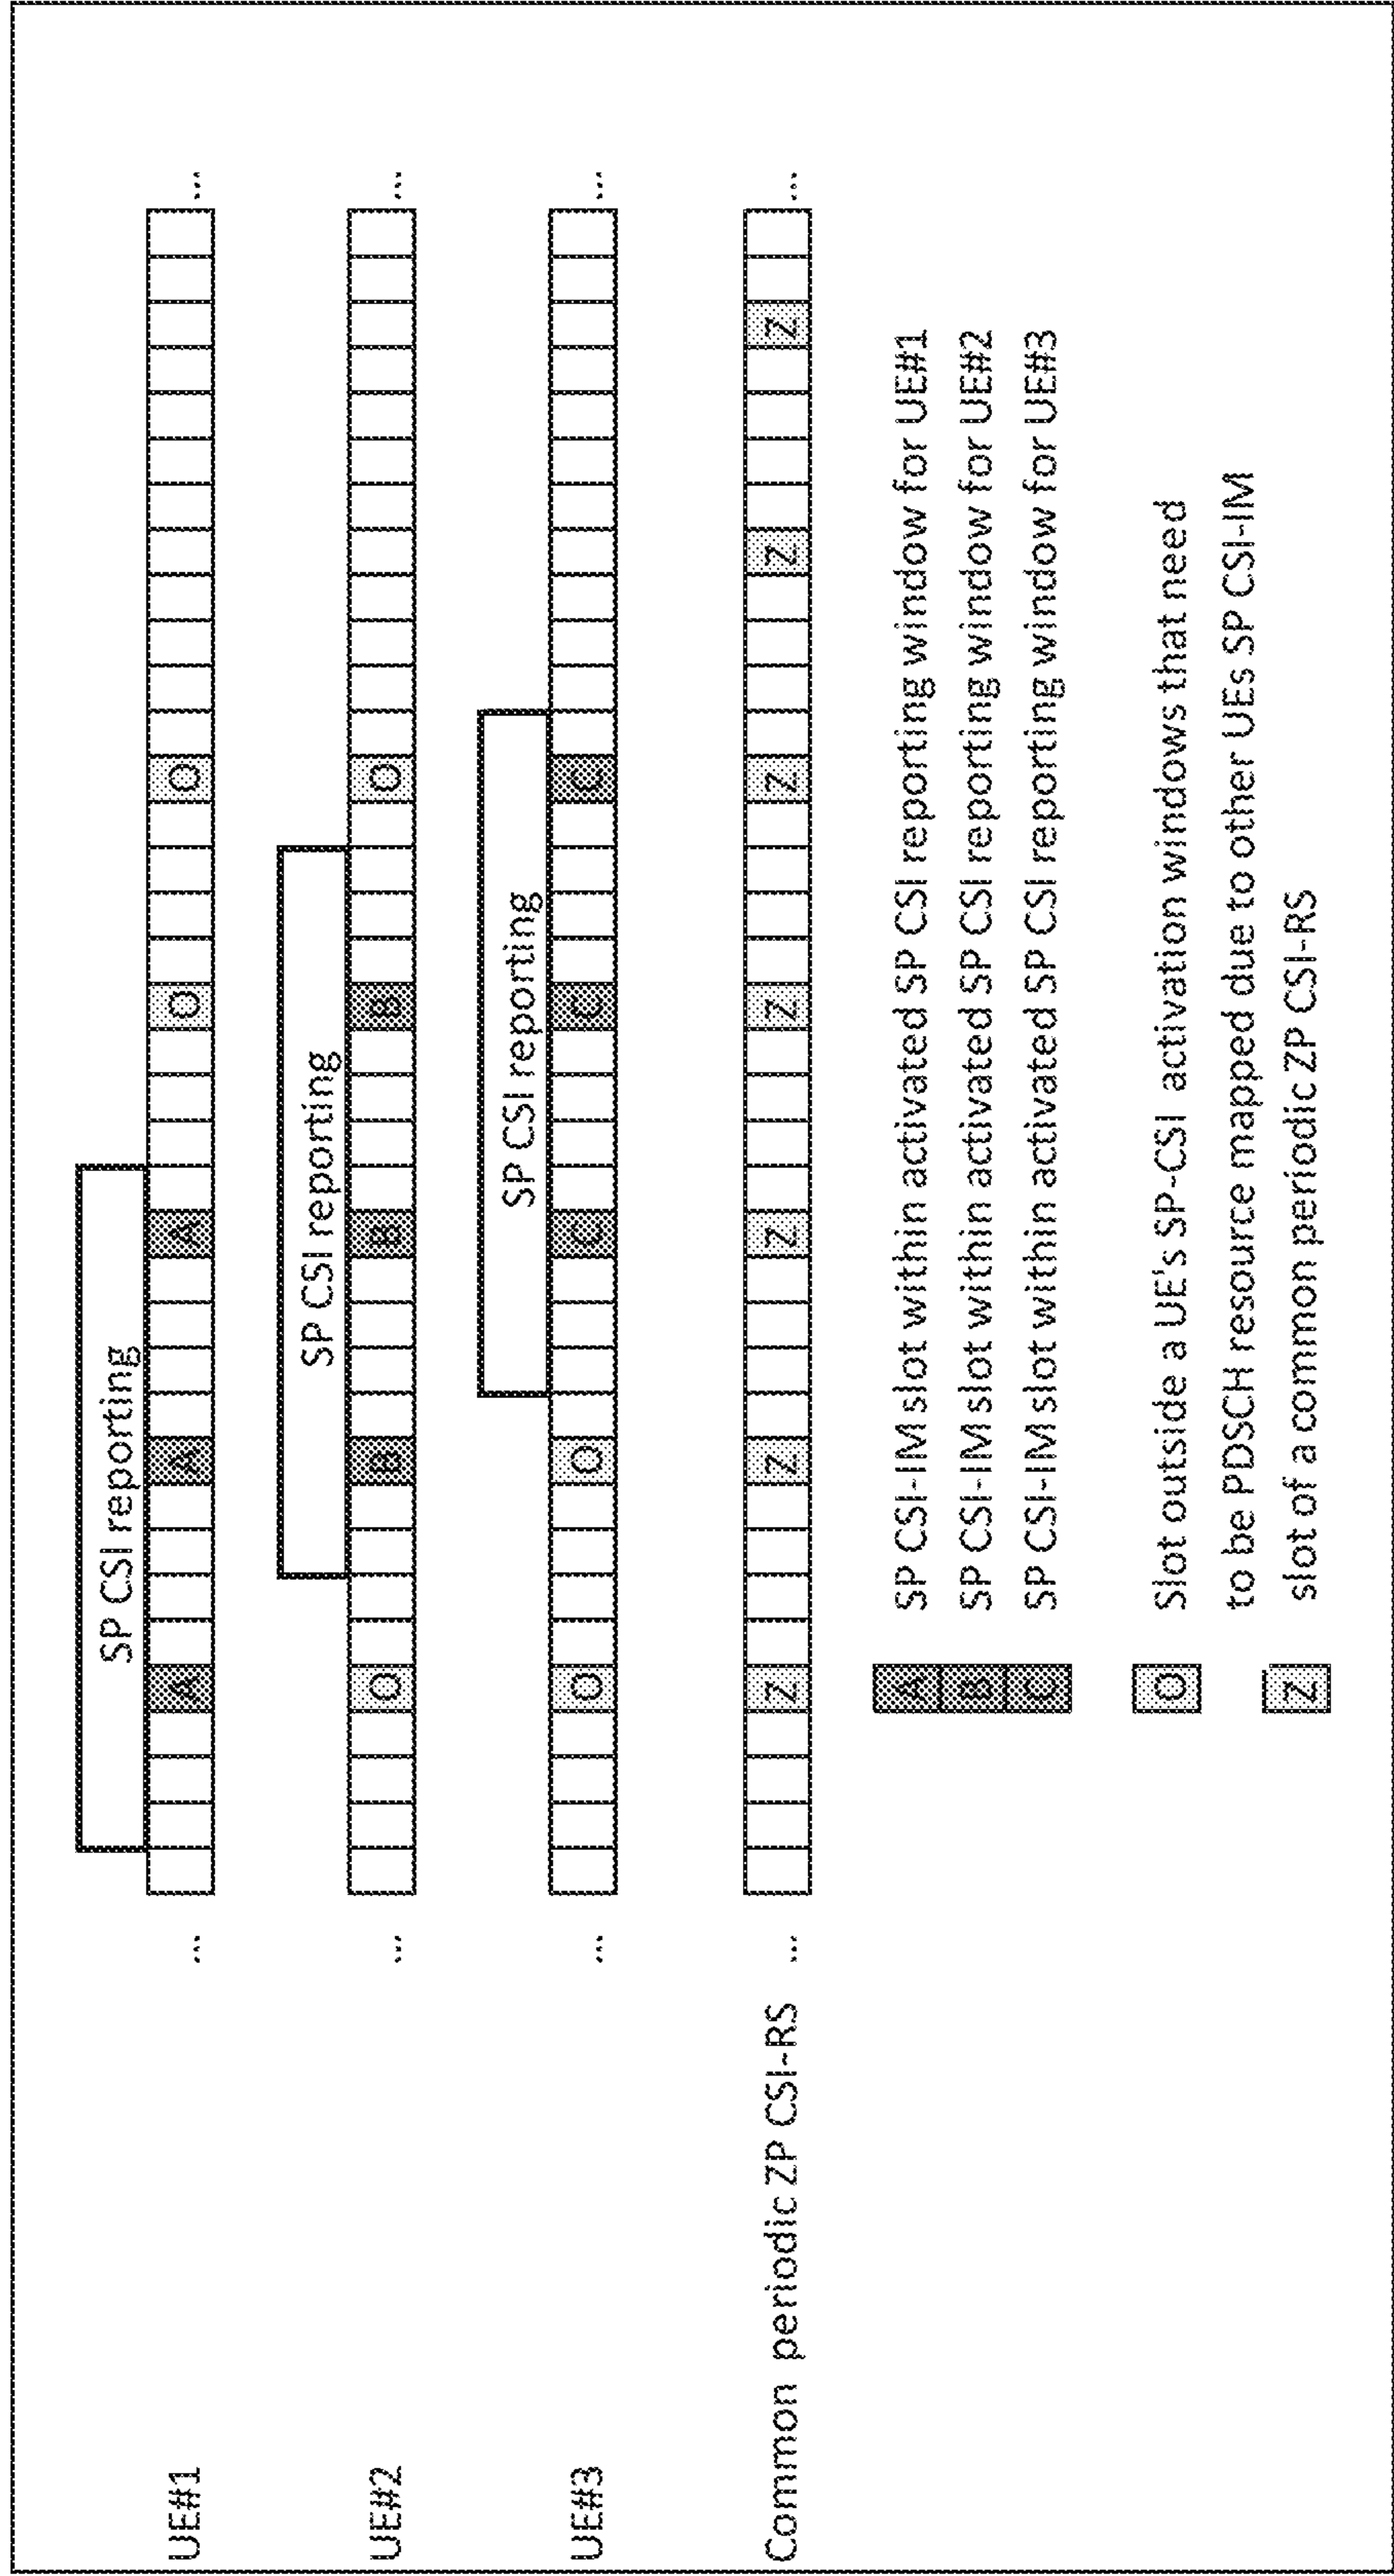 SP CSI reporting
UE#1 ... A A A O O ...
SP CSI reporting
UE#2 ... O B B B O ...
SP CSI reporting
UE#3 ... O O C C C ...
Common periodic ZP CSI-RS ... Z Z Z Z Z Z Z ...
A SP CSI-IM slot within activated SP CSI reporting window for UE#1
B SP CSI-IM slot within activated SP CSI reporting window for UE#2
C SP CSI-IM slot within activated SP CSI reporting window for UE#3
O Slot outside a UE's SP-CSI activation windows that need
to be PDSCH resource mapped due to other UEs SP CSI-IM
Z slot of a common periodic ZP CSI-RS